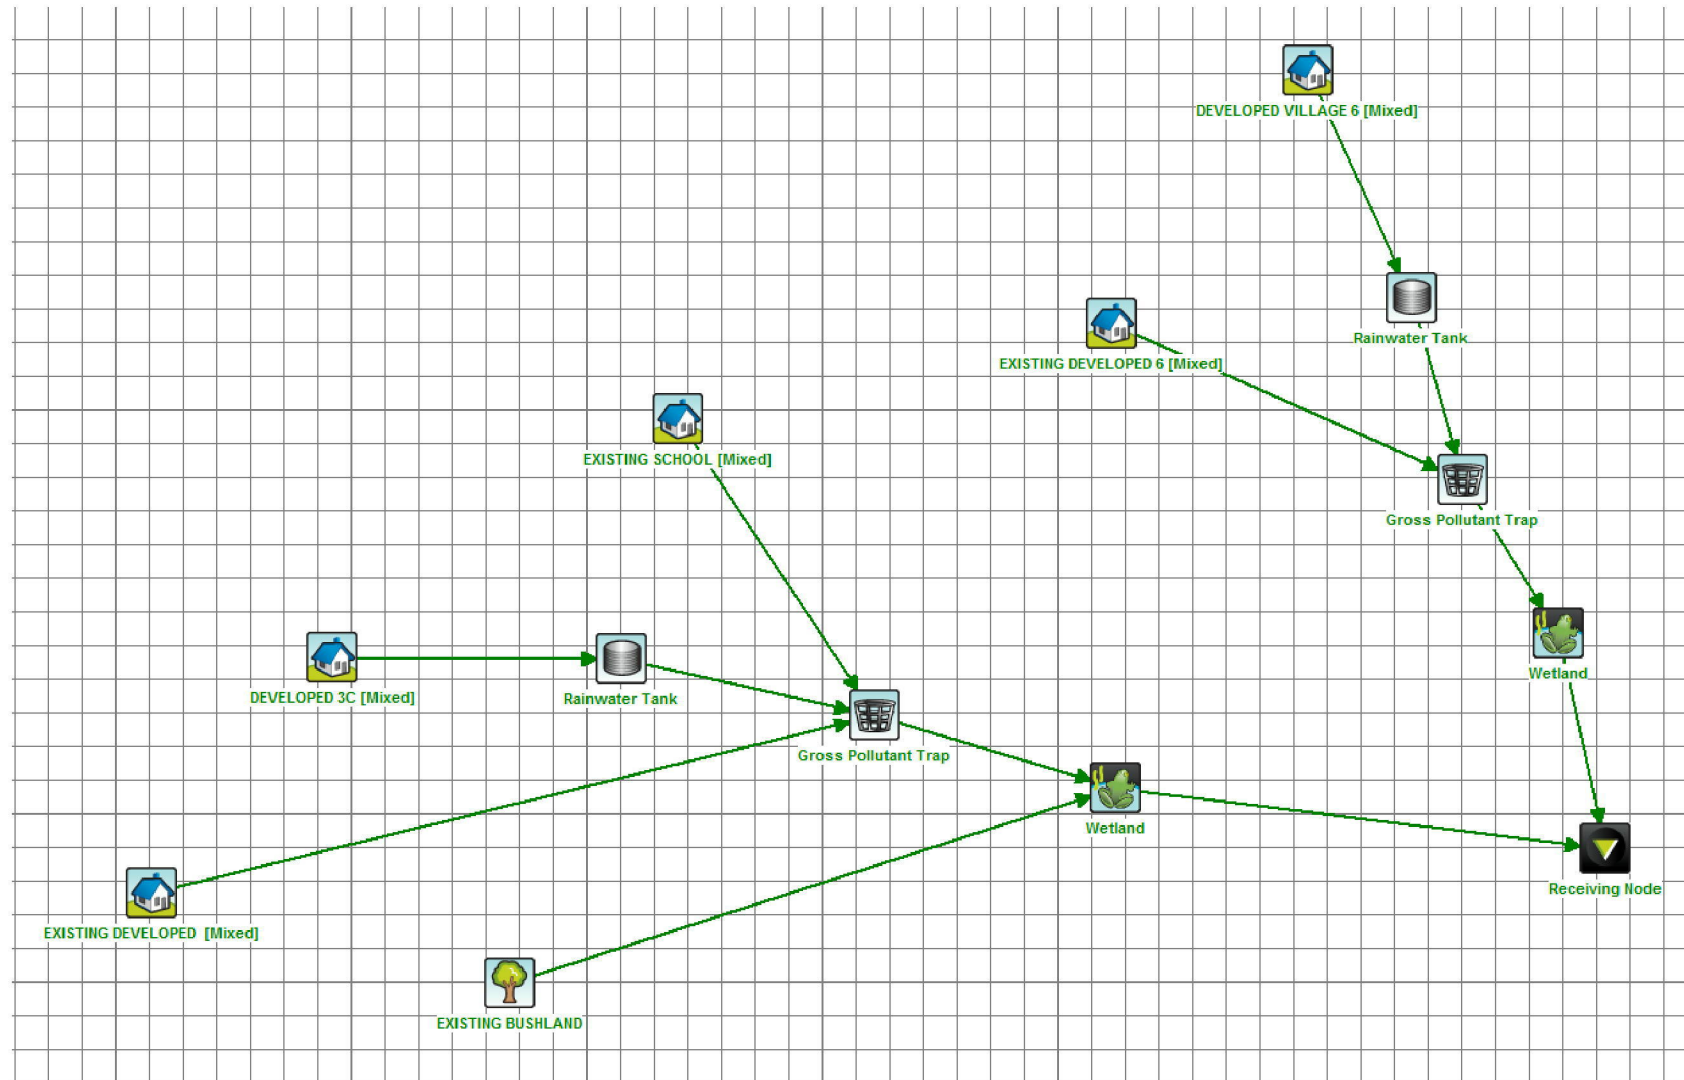 DEVELOPED VILLAGE 6 [Mixed]
Rainwater Tank
EXISTING DEVELOPED 6 [Mixed]
EXISTING SCHOOL [Mixed]
Gross Pollutant Trap
Wetland
DEVELOPED 3C [Mixed]
Rainwater Tank
Gross Pollutant Trap
Wetland
Receiving Node
EXISTING DEVELOPED  [Mixed]
EXISTING BUSHLAND